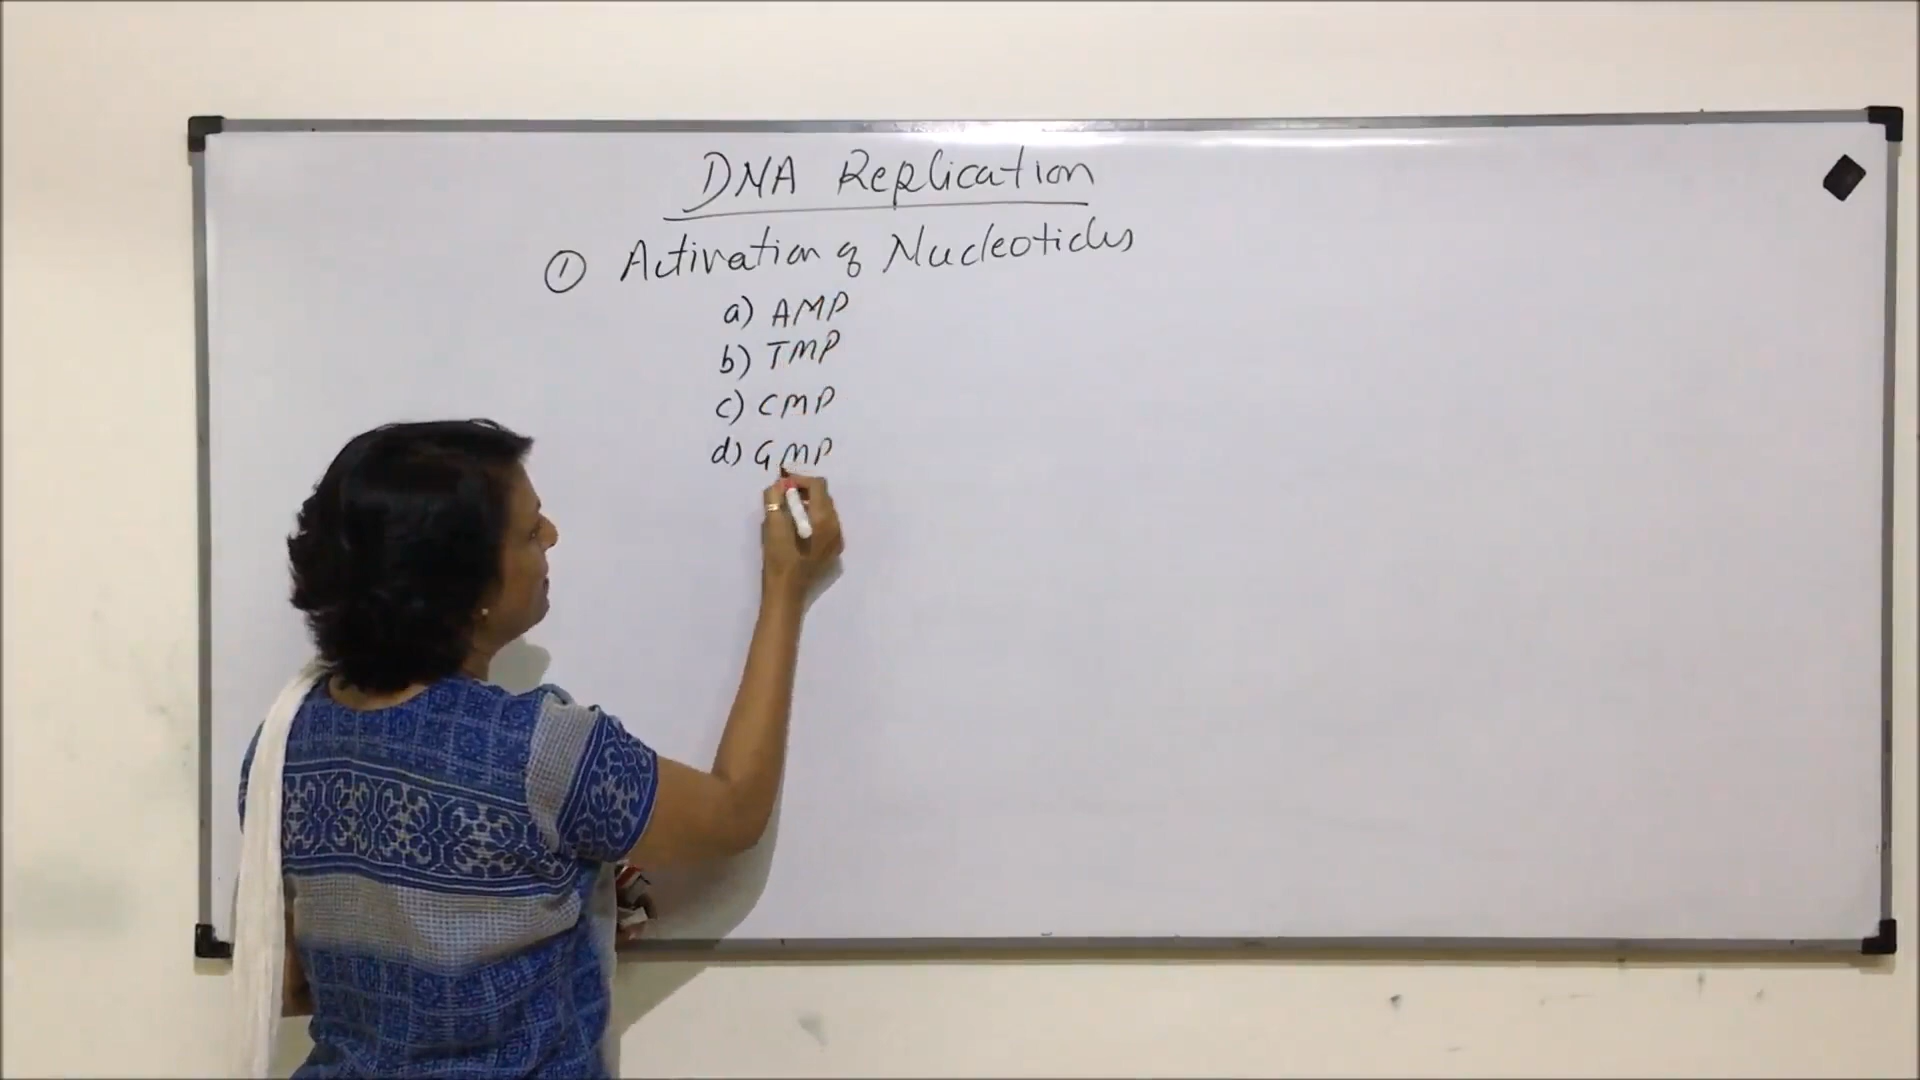 DNA Replication
① Activation of Nucleotides
a) AMP
b) TMP
c) CMP
d) GMP